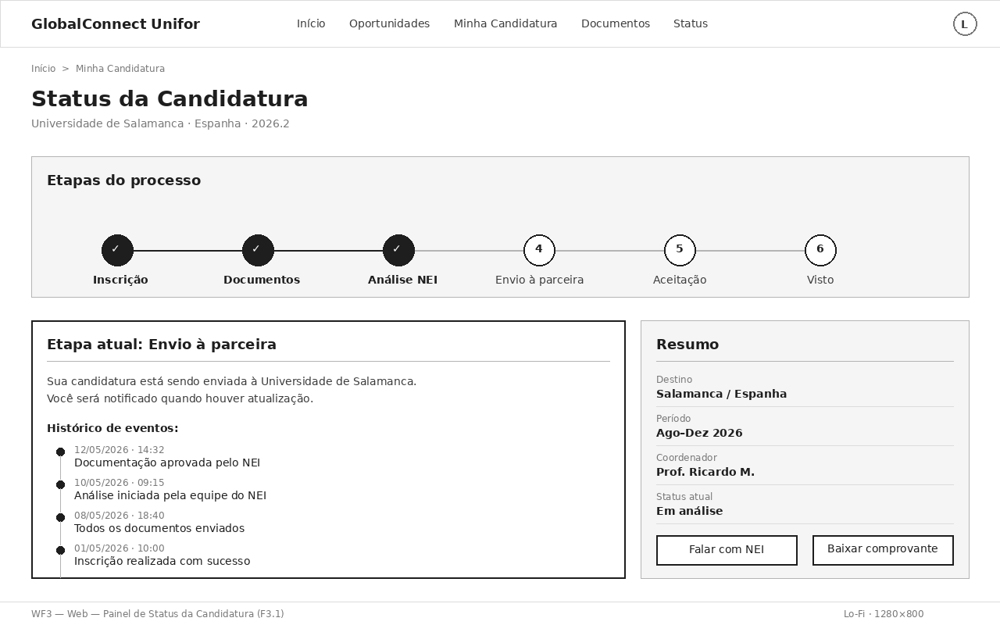 GlobalConnect Unifor
Início Oportunidades Minha Candidatura Documentos Status
L
Início > Minha Candidatura
Status da Candidatura
Universidade de Salamanca · Espanha · 2026.2
Etapas do processo
✓ ✓ ✓ 4 5 6
Inscrição Documentos Análise NEI Envio à parceira Aceitação Visto
Etapa atual: Envio à parceira
Sua candidatura está sendo enviada à Universidade de Salamanca.
Você será notificado quando houver atualização.
Histórico de eventos:
12/05/2026 · 14:32
Documentação aprovada pelo NEI
10/05/2026 · 09:15
Análise iniciada pela equipe do NEI
08/05/2026 · 18:40
Todos os documentos enviados
01/05/2026 · 10:00
Inscrição realizada com sucesso
Resumo
Destino
Salamanca / Espanha
Período
Ago–Dez 2026
Coordenador
Prof. Ricardo M.
Status atual
Em análise
Falar com NEI Baixar comprovante
WF3 — Web — Painel de Status da Candidatura (F3.1) Lo-Fi · 1280×800